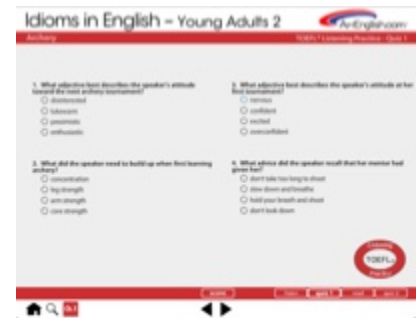 Idioms in English – Young Adults 2
ArrEnglish.com
Archery
TOEFL® Listening Practice - Quiz 1
1. What adjective best describes the speaker's attitude
toward the next archery tournament?
disinterested
lukewarm
pessimistic
enthusiastic
2. What did the speaker need to build up when first learning
archery?
concentration
leg strength
arm strength
core strength
3. What adjective best describes the speaker's attitude at her
first tournament?
nervous
confident
excited
overconfident
4. What advice did the speaker recall that her mentor had
given her?
don't take too long to shoot
slow down and breathe
hold your breath and shoot
don't look down
Listening
TOEFL®
Practice
quiz 1